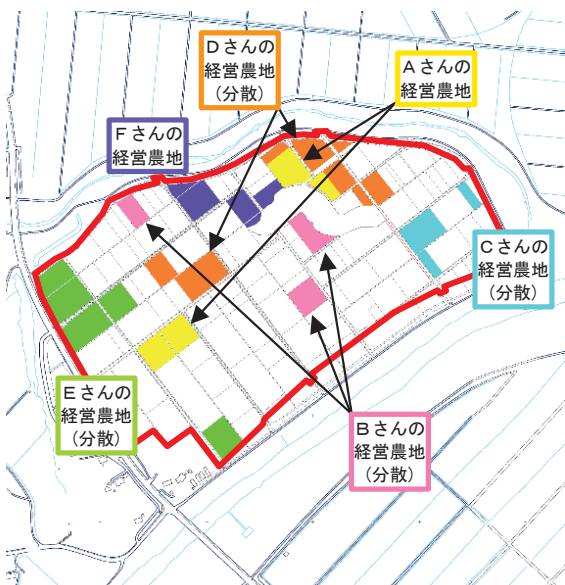 Dさんの
経営農地
(分散)
Aさんの
経営農地
Fさんの
経営農地
Cさんの
経営農地
(分散)
Eさんの
経営農地
(分散)
Bさんの
経営農地
(分散)